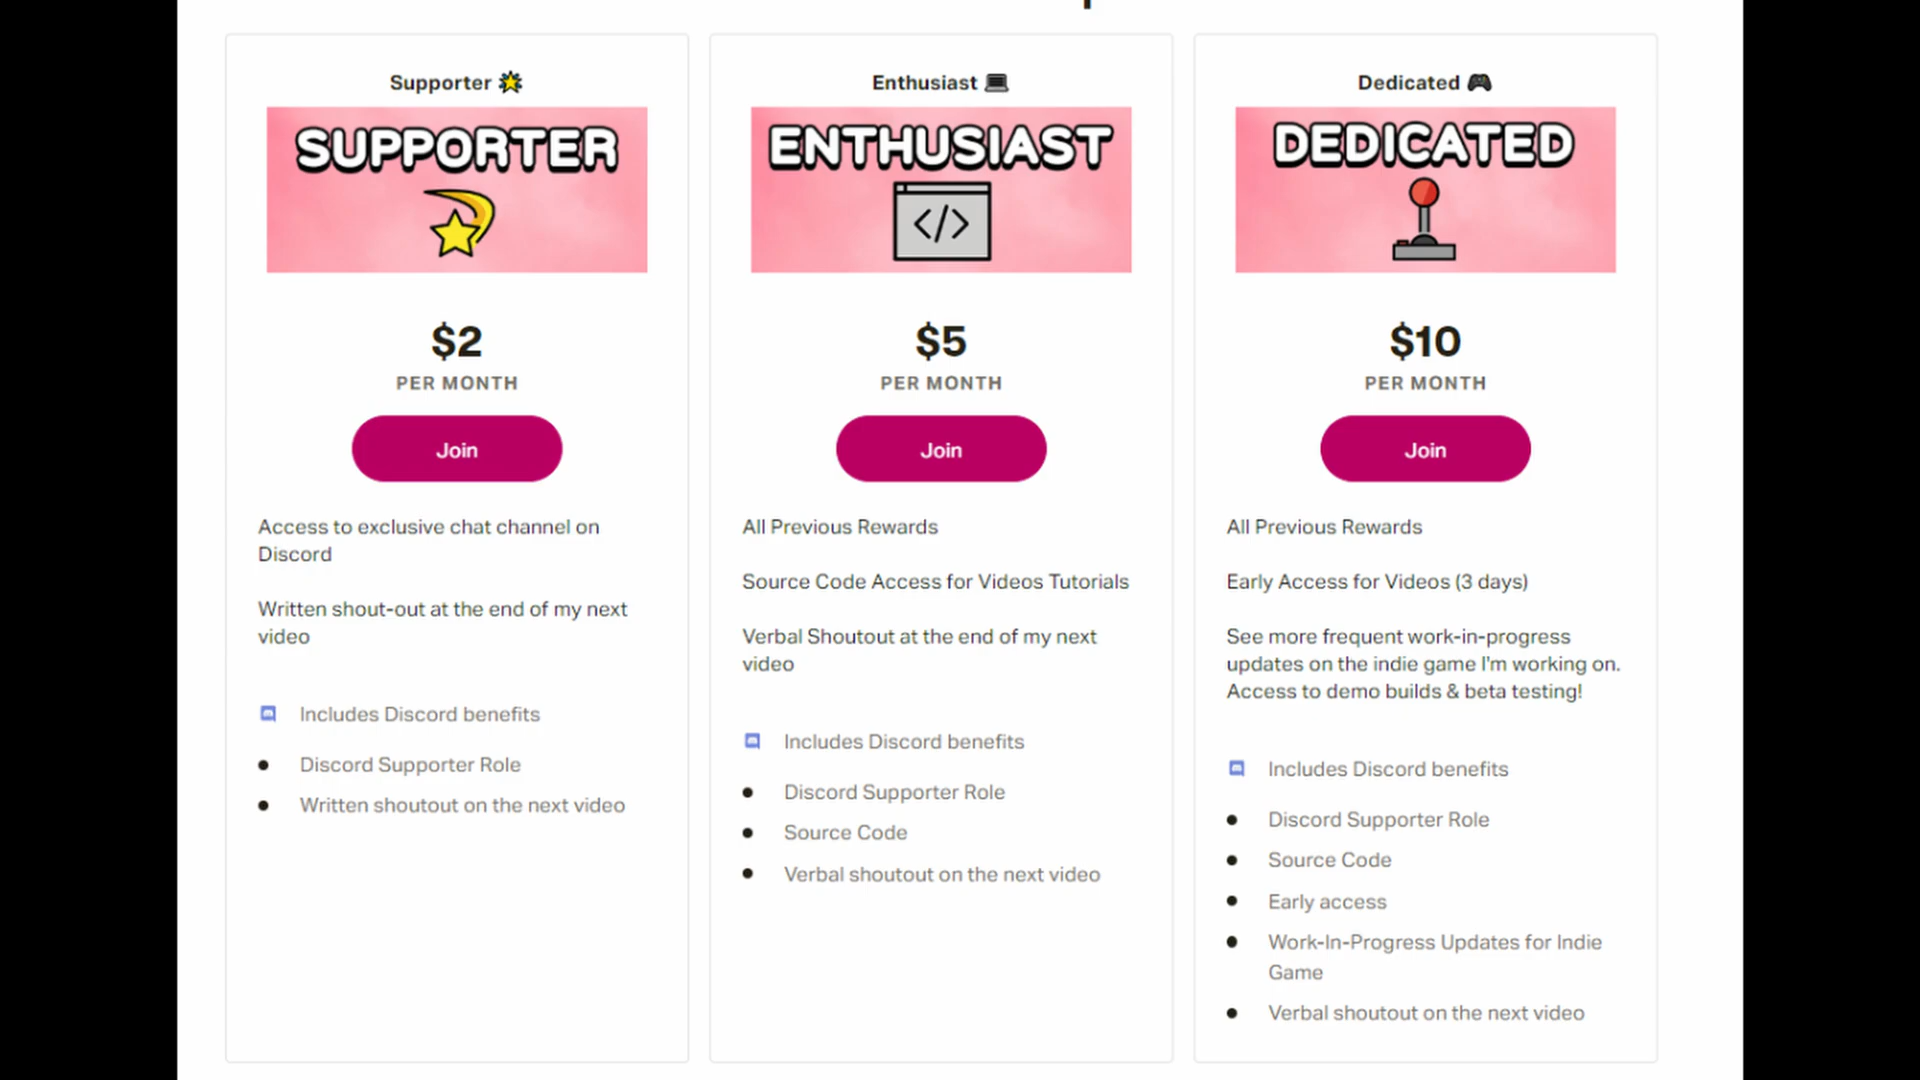 Supporter 🌟
SUPPORTER
$2
PER MONTH
Join
Access to exclusive chat channel on
Discord
Written shout-out at the end of my next
video
Includes Discord benefits
Discord Supporter Role
Written shoutout on the next video
Enthusiast 💻
ENTHUSIAST
</>
$5
PER MONTH
Join
All Previous Rewards
Source Code Access for Videos Tutorials
Verbal Shoutout at the end of my next
video
Includes Discord benefits
Discord Supporter Role
Source Code
Verbal shoutout on the next video
Dedicated 🎮
DEDICATED
$10
PER MONTH
Join
All Previous Rewards
Early Access for Videos (3 days)
See more frequent work-in-progress
updates on the indie game I'm working on.
Access to demo builds & beta testing!
Includes Discord benefits
Discord Supporter Role
Source Code
Early access
Work-In-Progress Updates for Indie
Game
Verbal shoutout on the next video